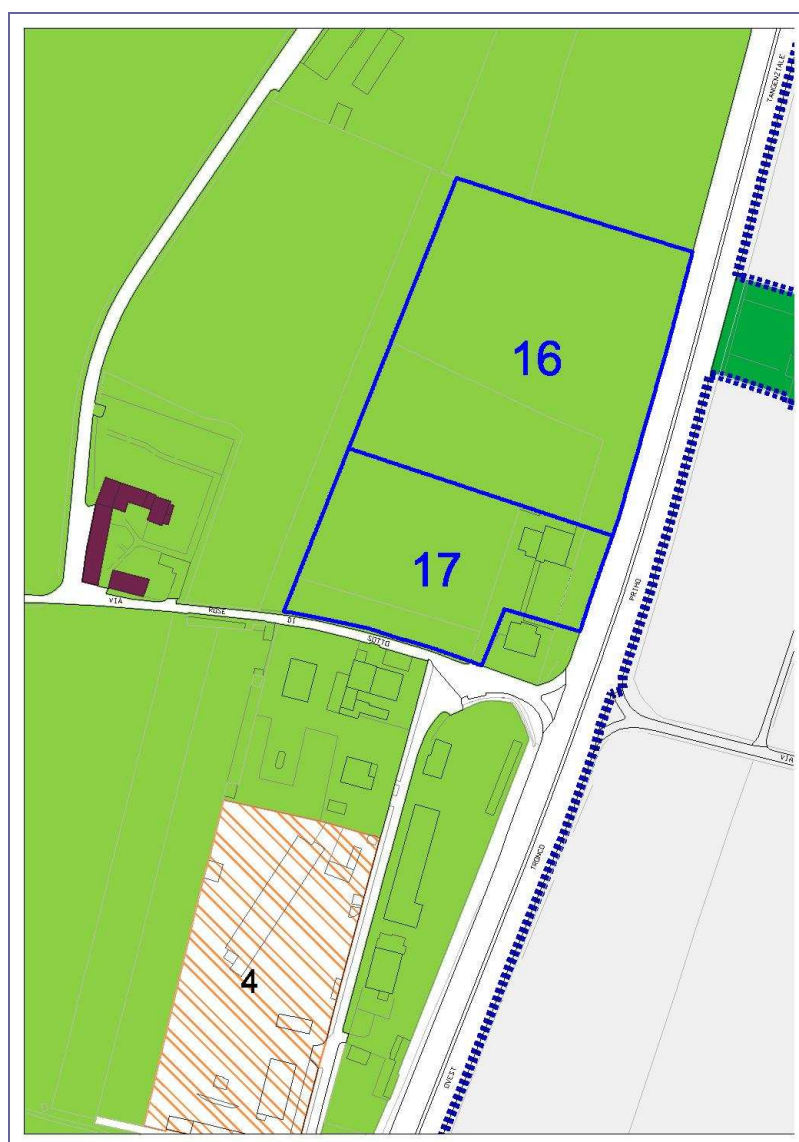 TANGENZIALE
16
17
PRIMO
VIA
ROSE
DI
SOTTO
VIA
TRONCO
4
OVEST